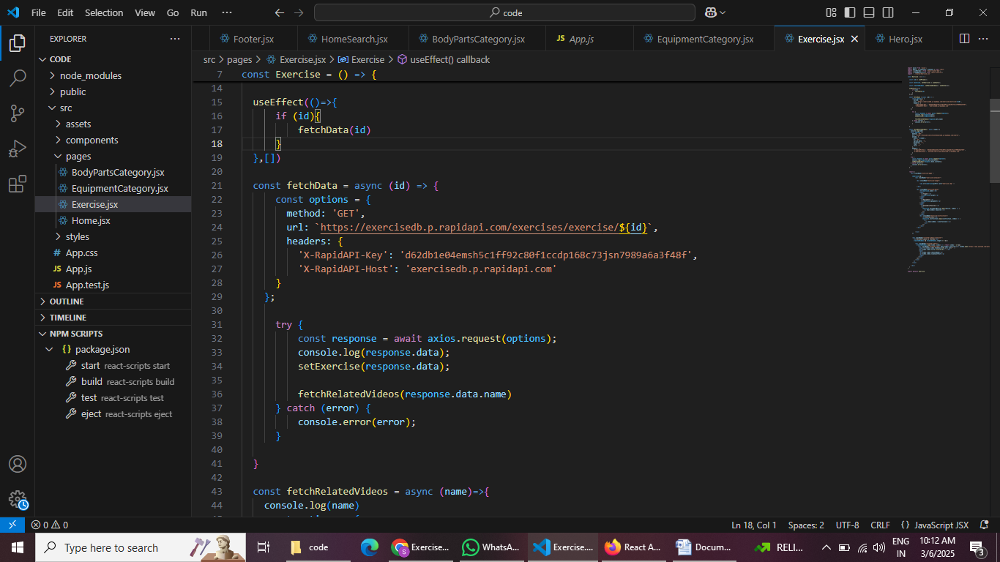 File Edit Selection View Go Run ··· code
EXPLORER ···
Footer.jsx HomeSearch.jsx BodyPartsCategory.jsx JS App.js EquipmentCategory.jsx Exercise.jsx Hero.jsx ···
CODE
node_modules
public
src
assets
components
pages
BodyPartsCategory.jsx
EquipmentCategory.jsx
Exercise.jsx
Home.jsx
styles
# App.css
JS App.js
JS App.test.js
OUTLINE
TIMELINE
NPM SCRIPTS
{} package.json
start react-scripts start
build react-scripts build
test react-scripts test
eject react-scripts eject
src > pages > Exercise.jsx > Exercise > useEffect() callback
7 const Exercise = () => {
14
15 useEffect(()=>{
16 if (id){
17 fetchData(id)
18 }
19 },[])
20
21 const fetchData = async (id) => {
22 const options = {
23 method: 'GET',
24 url: `https://exercisedb.p.rapidapi.com/exercises/exercise/${id}`,
25 headers: {
26 'X-RapidAPI-Key': 'd62db1e04emsh5c1ff92c80f1ccdp168c73jsn7989a6a3f48f',
27 'X-RapidAPI-Host': 'exercisedb.p.rapidapi.com'
28 }
29 };
30
31 try {
32 const response = await axios.request(options);
33 console.log(response.data);
34 setExercise(response.data);
35
36 fetchRelatedVideos(response.data.name)
37 } catch (error) {
38 console.error(error);
39 }
40
41 }
42
43 const fetchRelatedVideos = async (name)=>{
44 console.log(name)
0 0 Ln 18, Col 1 Spaces: 2 UTF-8 CRLF {} JavaScript JSX
Type here to search code Exercise... WhatsA... Exercise.... React A... Docum... RELI... ENG IN 10:12 AM 3/6/2025 3